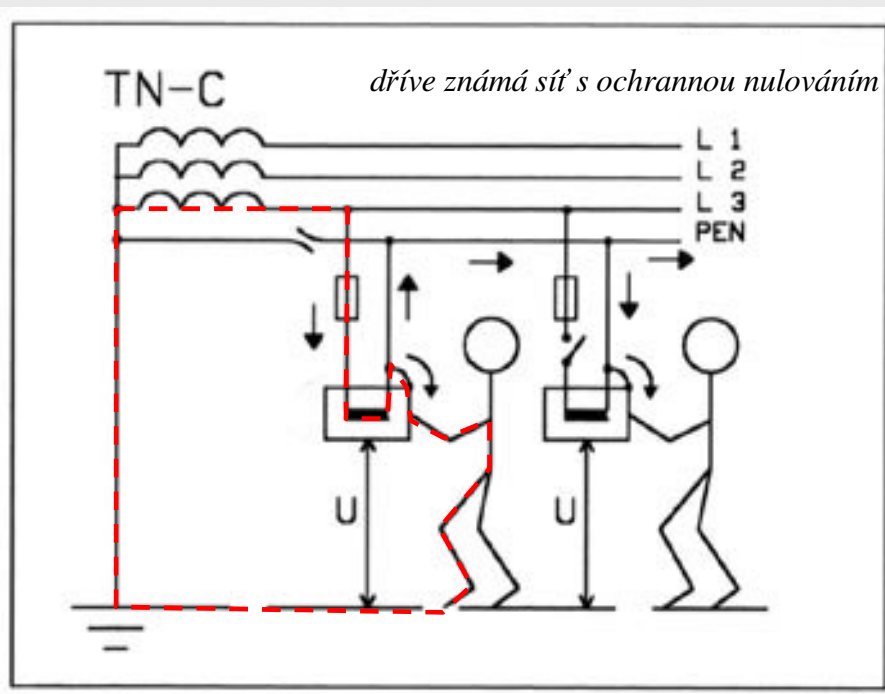 TN-C
dříve známá síť s ochrannou nulováním
L 1
L 2
L 3
PEN
U
U